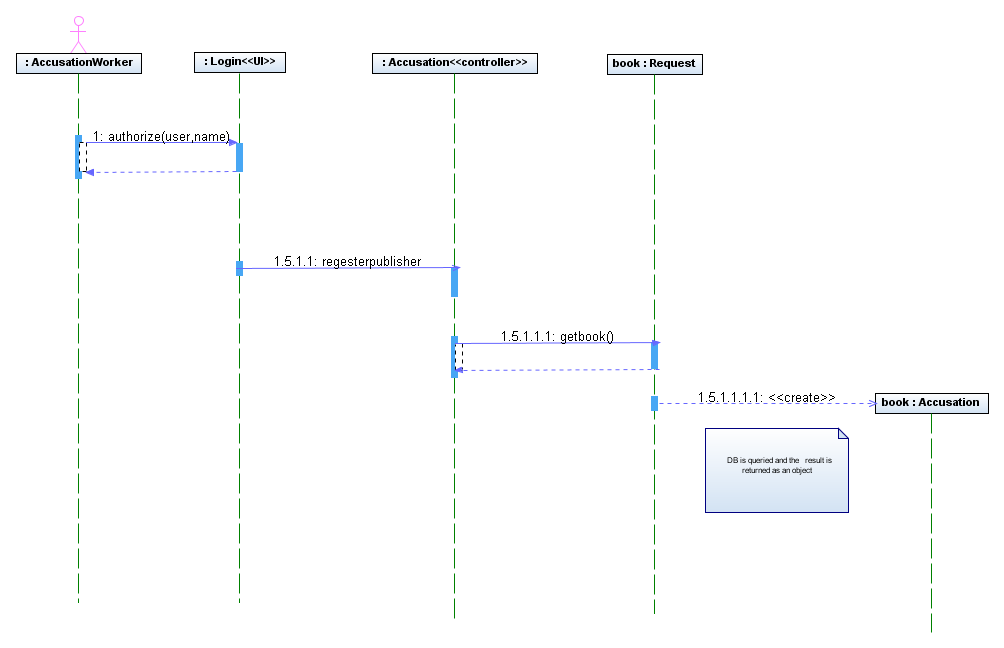 : AccusationWorker
: Login<<UI>>
: Accusation<<controller>>
book : Request
1: authorize(user,name)
1.5.1.1: regesterpublisher
1.5.1.1.1: getbook()
1.5.1.1.1.1: <<create>>
book : Accusation
DB is queried and the result is
returned as an object